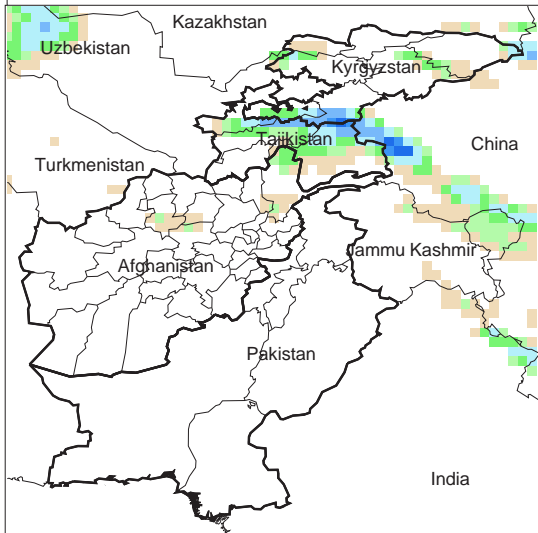 Kazakhstan
Uzbekistan
Kyrgyzstan
Tajikistan
China
Turkmenistan
Jammu Kashmir
Afghanistan
Pakistan
India